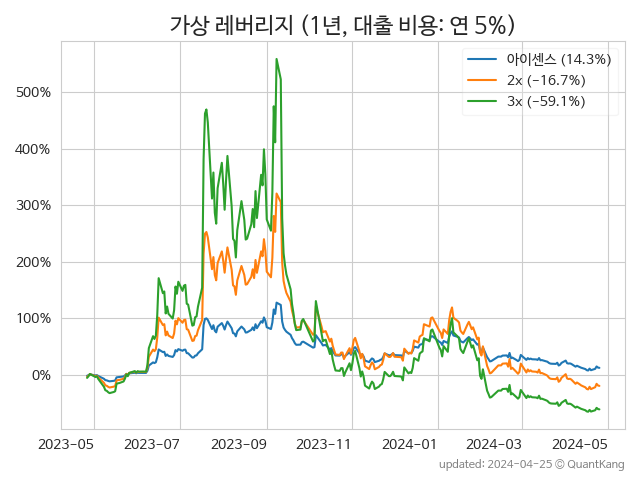 가상 레버리지 (1년, 대출 비용: 연 5%)
아이센스 (14.3%)
2x (−16.7%)
3x (−59.1%)
500%
400%
300%
200%
100%
0%
2023-05 2023-07 2023-09 2023-11 2024-01 2024-03 2024-05
updated: 2024-04-25 © QuantKang